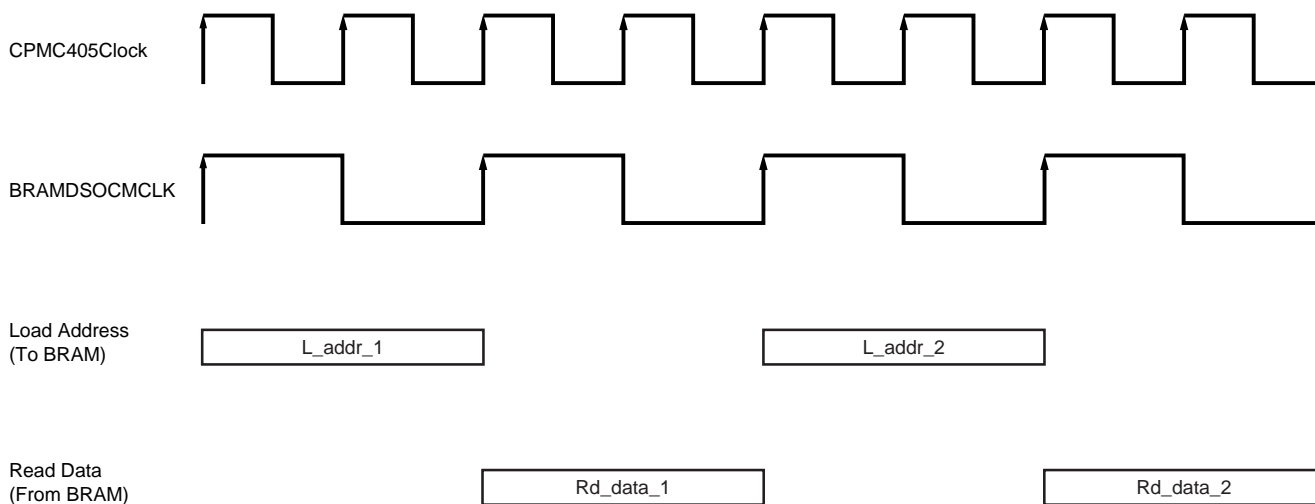 CPMC405Clock
BRAMDSOCMCLK
Load Address
(To BRAM)
L_addr_1
L_addr_2
Read Data
(From BRAM)
Rd_data_1
Rd_data_2